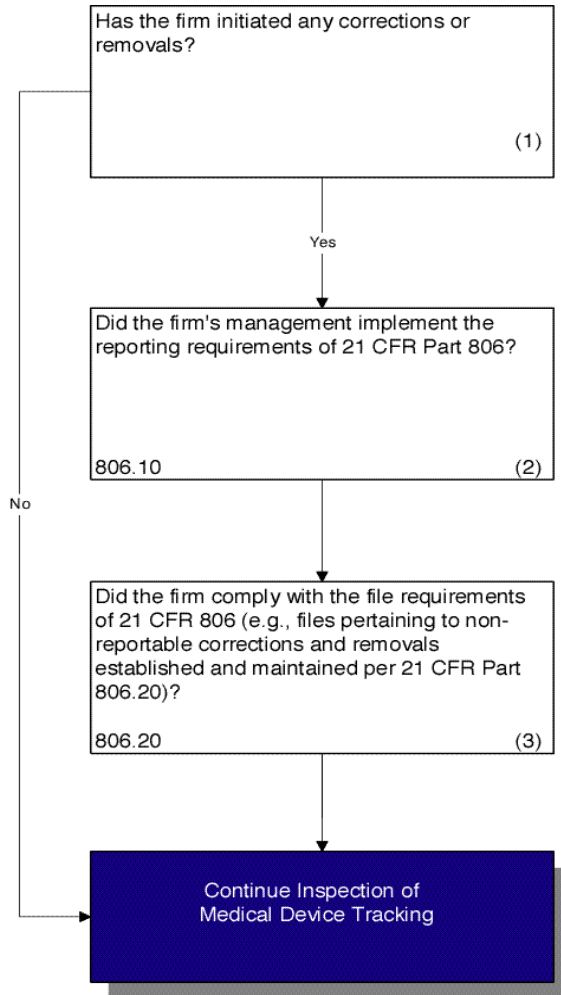 Has the firm initiated any corrections or
removals?
(1)
Yes
Did the firm's management implement the
reporting requirements of 21 CFR Part 806?
806.10 (2)
No
Did the firm comply with the file requirements
of 21 CFR 806 (e.g., files pertaining to non-
reportable corrections and removals
established and maintained per 21 CFR Part
806.20)?
806.20 (3)
Continue Inspection of
Medical Device Tracking